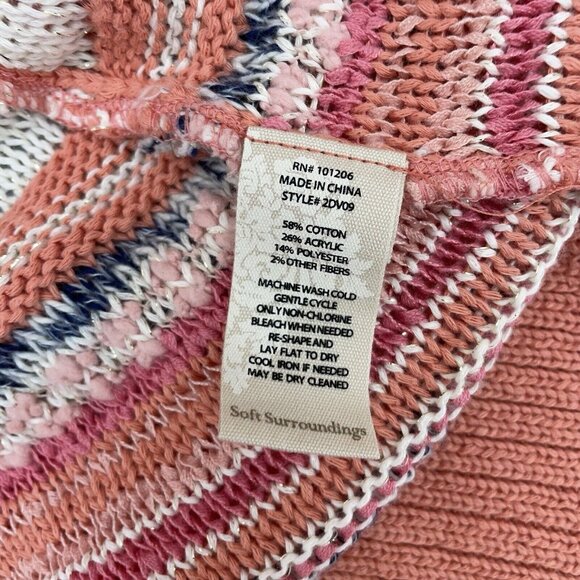 RN# 101206
MADE IN CHINA
STYLE# 2DV09
58% COTTON
26% ACRYLIC
14% POLYESTER
2% OTHER FIBERS
MACHINE WASH COLD
GENTLE CYCLE
ONLY NON-CHLORINE
BLEACH WHEN NEEDED
RE-SHAPE AND
LAY FLAT TO DRY
COOL IRON IF NEEDED
MAY BE DRY CLEANED
Soft Surroundings